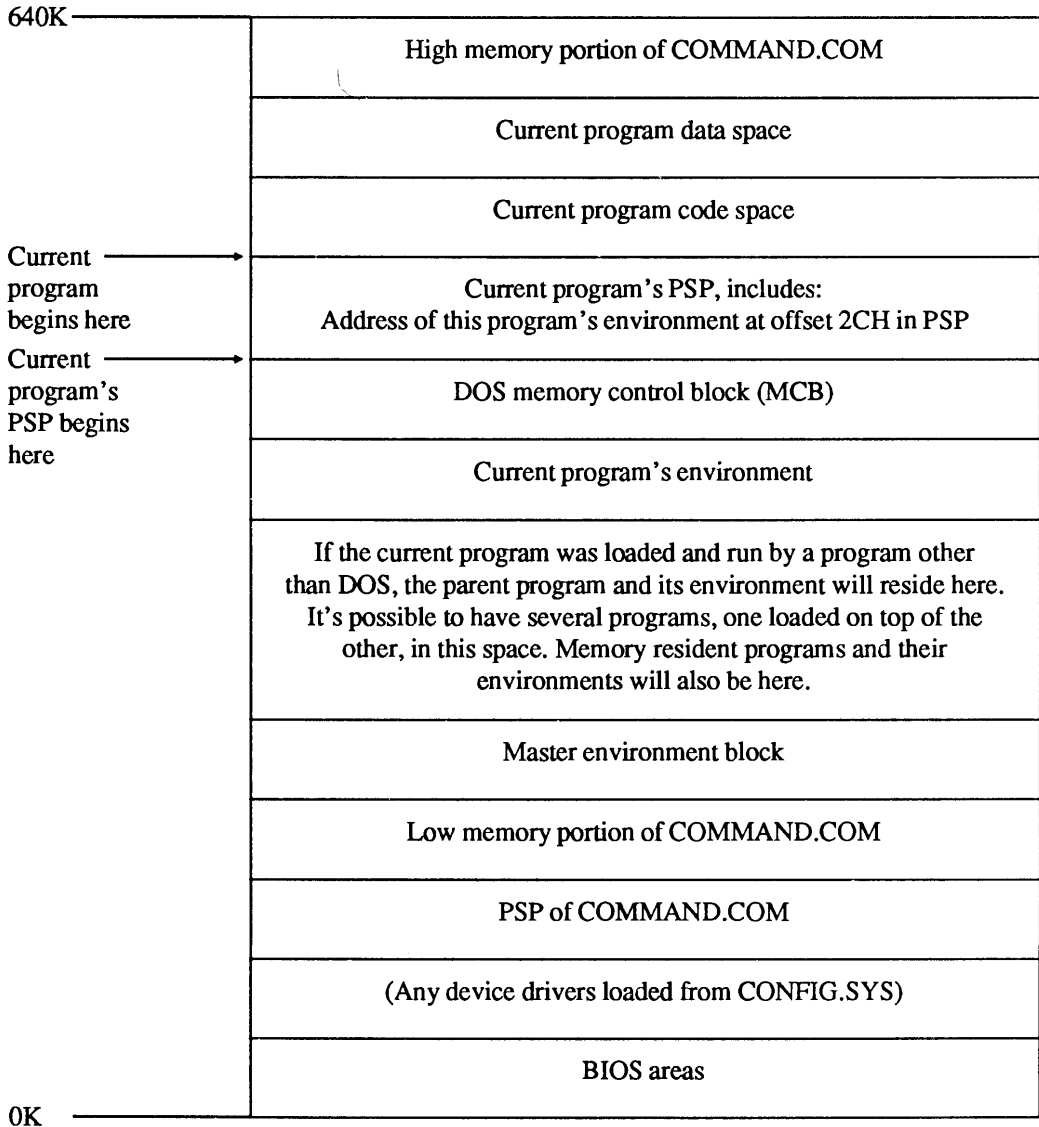 640K
High memory portion of COMMAND.COM
Current program data space
Current program code space
Current
program
begins here
Current program's PSP, includes:
Address of this program's environment at offset 2CH in PSP
Current
program's
PSP begins
here
DOS memory control block (MCB)
Current program's environment
If the current program was loaded and run by a program other
than DOS, the parent program and its environment will reside here.
It's possible to have several programs, one loaded on top of the
other, in this space. Memory resident programs and their
environments will also be here.
Master environment block
Low memory portion of COMMAND.COM
PSP of COMMAND.COM
(Any device drivers loaded from CONFIG.SYS)
BIOS areas
0K